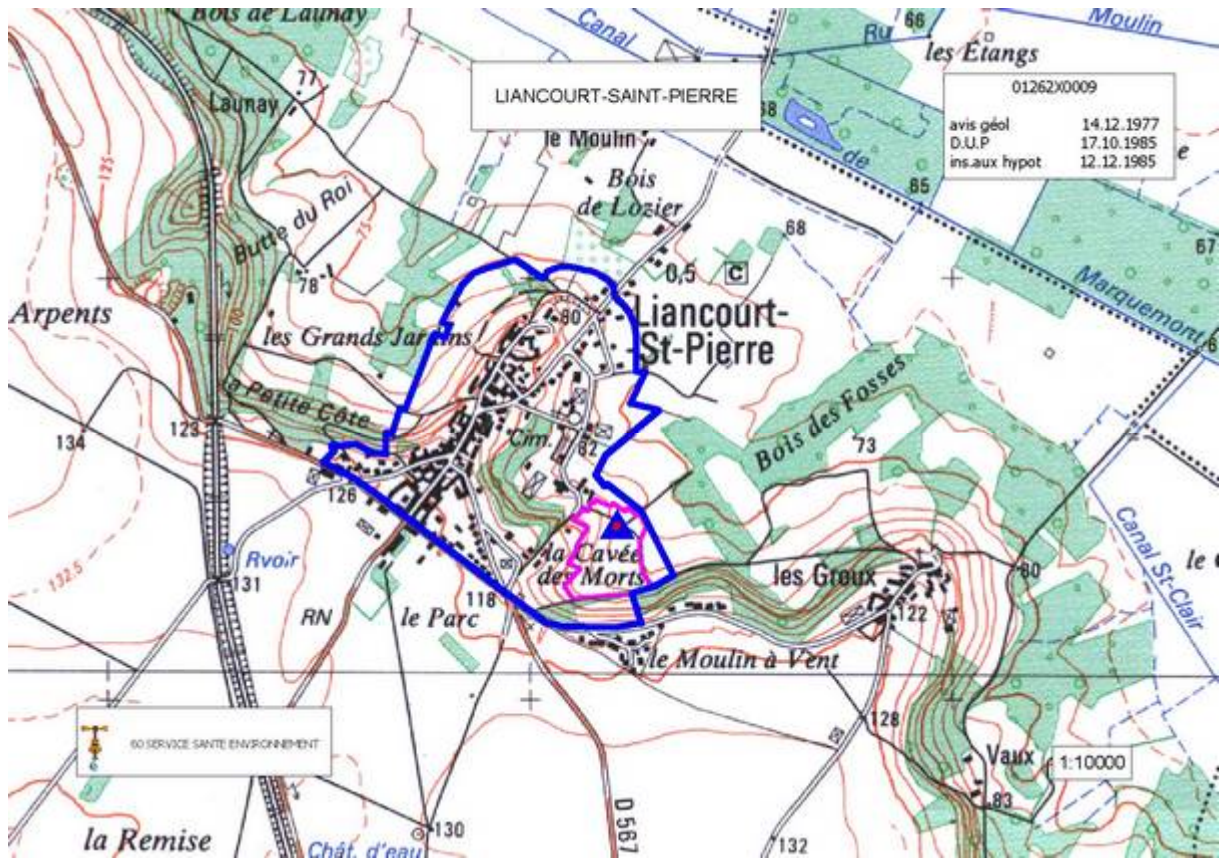 Bois de Launay
Canal
Ru
66
Moulin
les Étangs
77
Launay
LIANCOURT-SAINT-PIERRE
01262X0009
avis géol 14.12.1977
D.U.P 17.10.1985
ins.aux hypot 12.12.1985
125
le Moulin
68
de
e
Bois
de Lozier
65
Butte du Roi
75
68
67
78
0,5
C
Marquemont
Arpents
100
80
Liancourt-
St-Pierre
les Grands Jardins
la Petite Côte
Bois des Fosses
123
134
Cim.
82
73
126
Canal St-Clair
la Cavée
des Morts
les Groux
80
le
Rvoir
131
132.5
118
122
RN
le Parc
le Moulin à Vent
128
60 SERVICE SANTE ENVIRONNEMENT
Vaux
1:10000
83
D 567
la Remise
130
Chât. d'eau
132